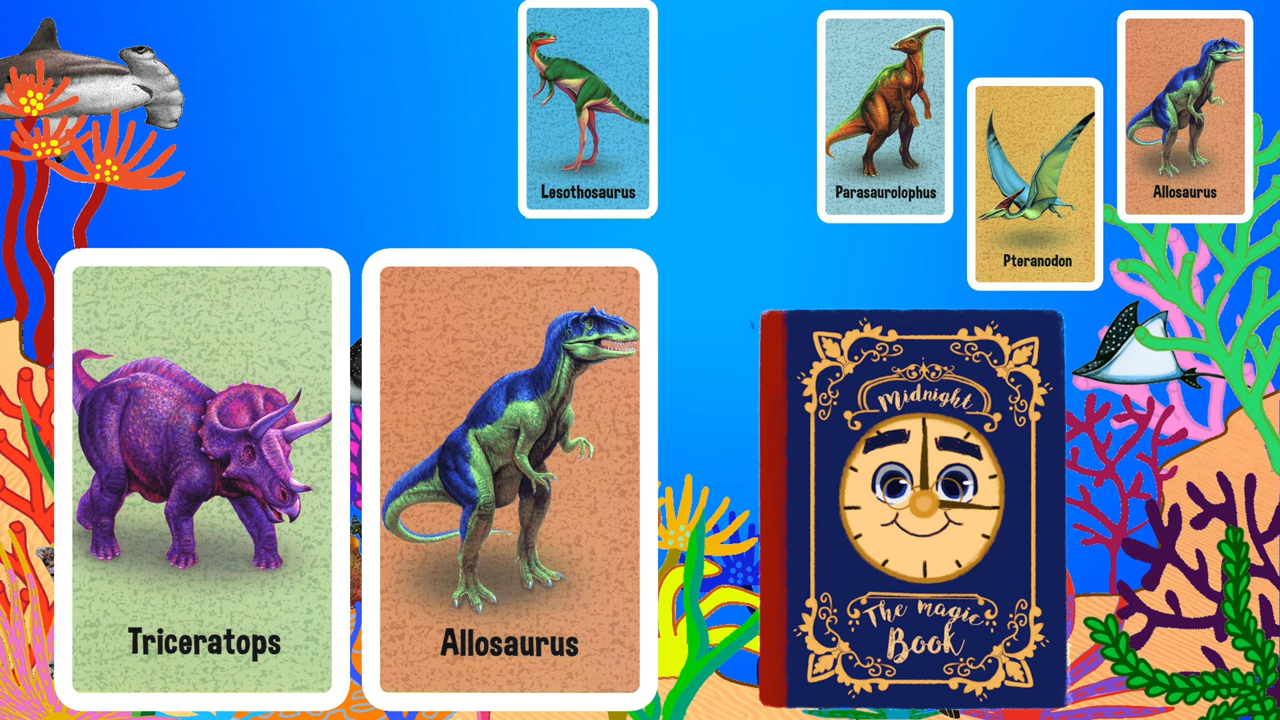 Lesothosaurus
Parasaurolophus
Pteranodon
Allosaurus
Triceratops
Allosaurus
Midnight
The Magic
Book